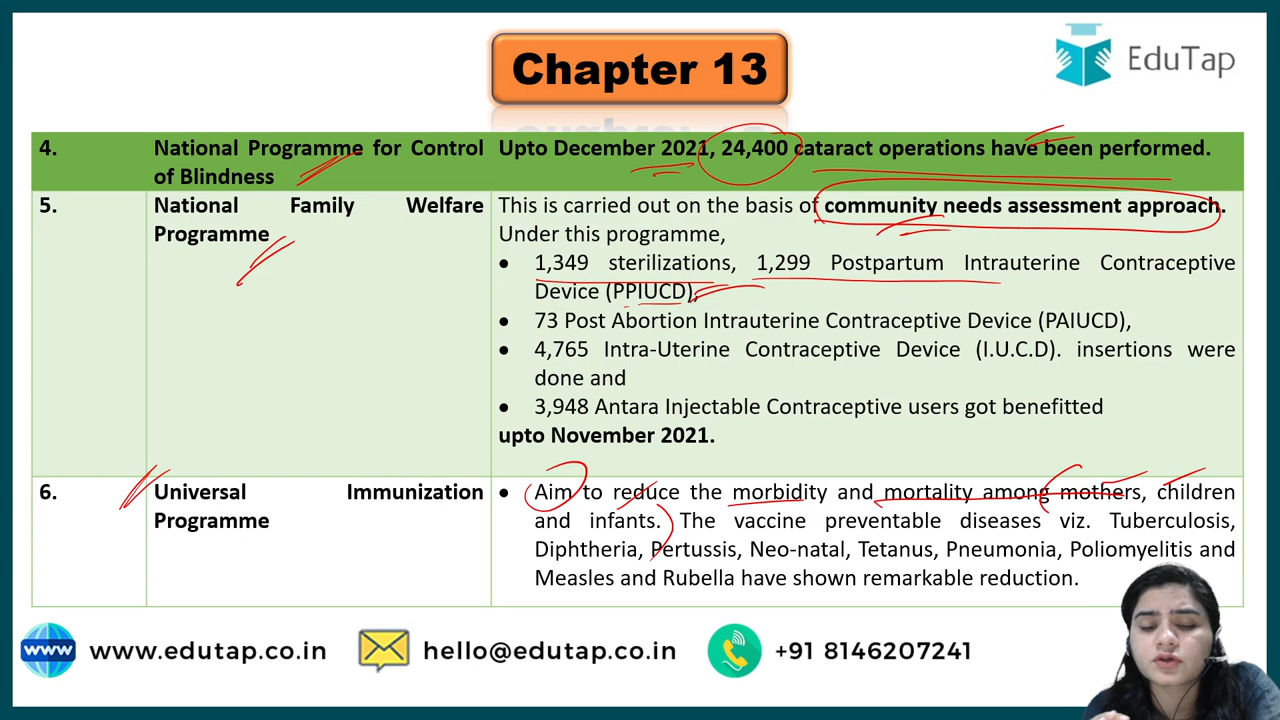 Chapter 13
EduTap
4. National Programme for Control of Blindness
Upto December 2021, 24,400 cataract operations have been performed.
5. National Family Welfare Programme
This is carried out on the basis of community needs assessment approach.
Under this programme,
• 1,349 sterilizations, 1,299 Postpartum Intrauterine Contraceptive
Device (PPIUCD),
• 73 Post Abortion Intrauterine Contraceptive Device (PAIUCD),
• 4,765 Intra-Uterine Contraceptive Device (I.U.C.D). insertions were
done and
• 3,948 Antara Injectable Contraceptive users got benefitted
upto November 2021.
6. Universal Immunization Programme
• Aim to reduce the morbidity and mortality among mothers, children
and infants. The vaccine preventable diseases viz. Tuberculosis,
Diphtheria, Pertussis, Neo-natal, Tetanus, Pneumonia, Poliomyelitis and
Measles and Rubella have shown remarkable reduction.
WWW www.edutap.co.in hello@edutap.co.in +91 8146207241